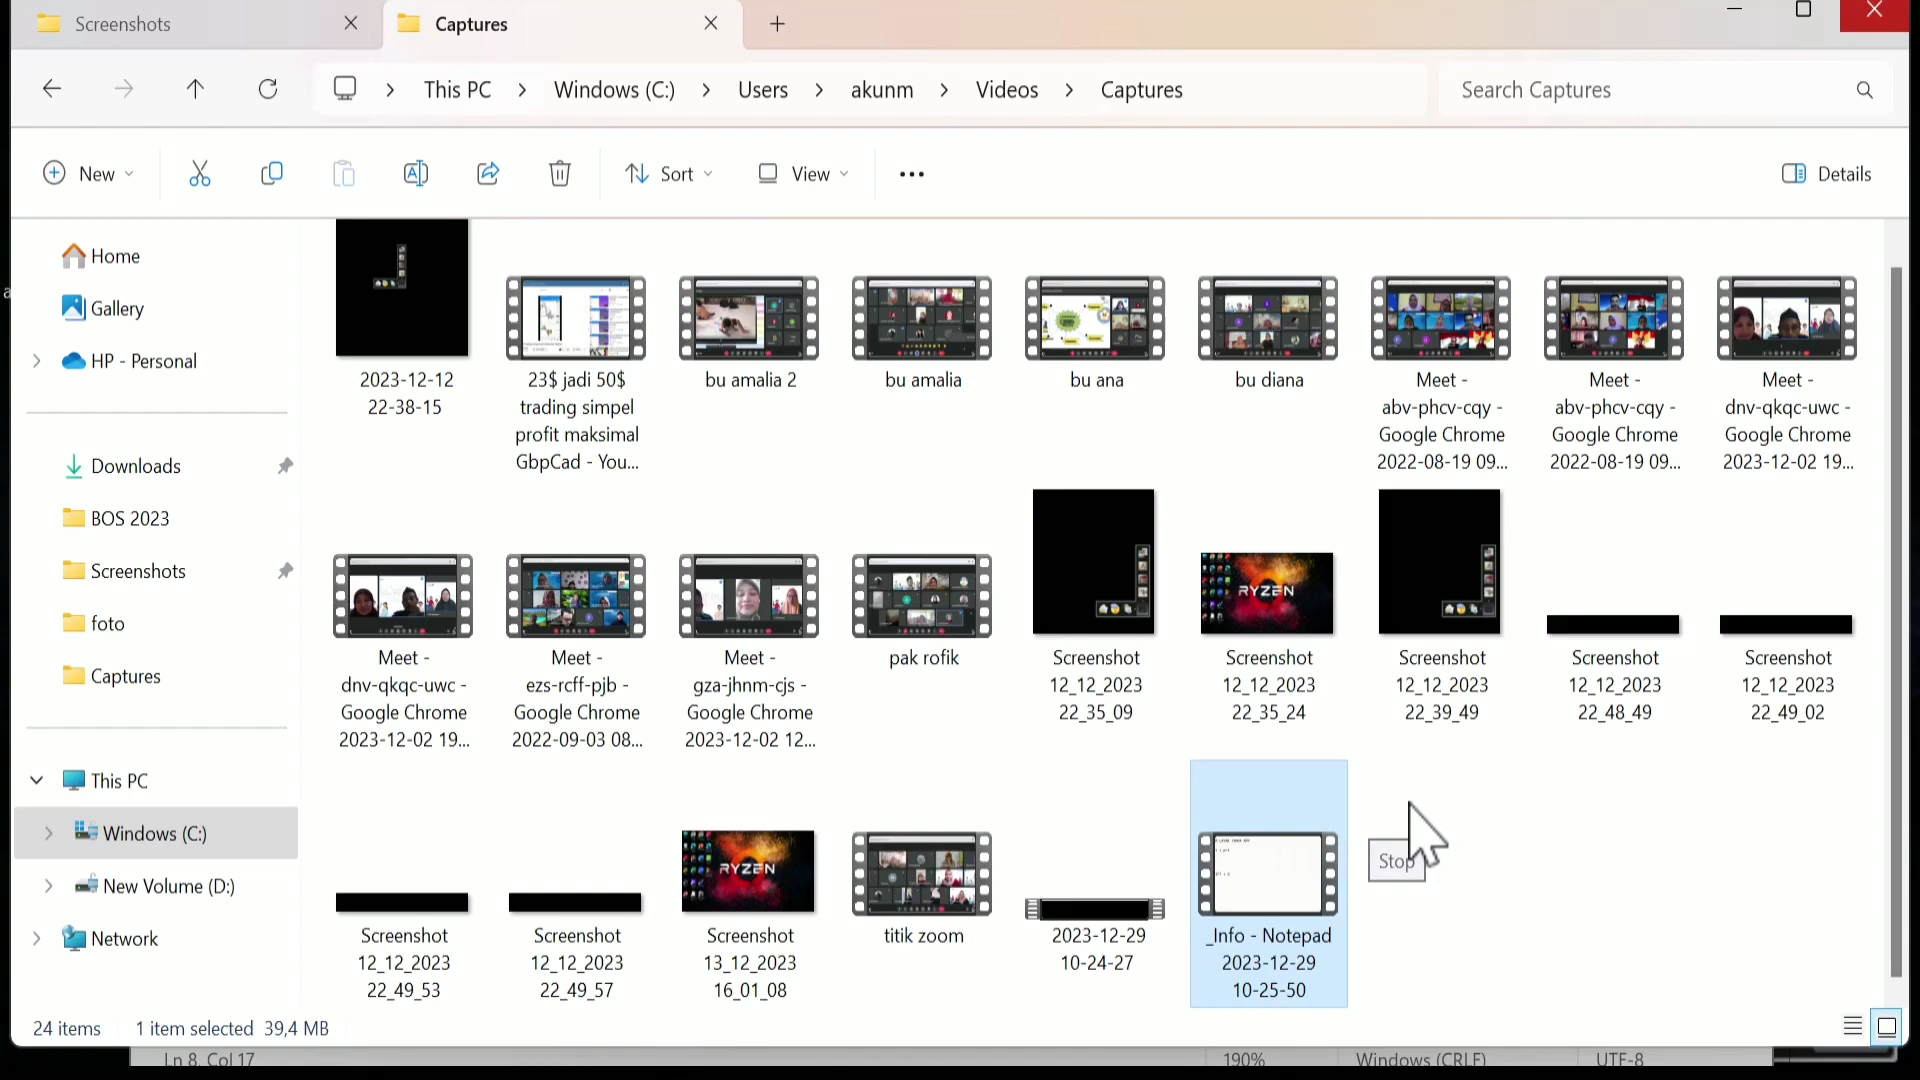 Screenshots
Captures
This PC
Windows (C:)
Users
akunm
Videos
Captures
Search Captures
New
Sort
View
Details
Home
Gallery
HP - Personal
Downloads
BOS 2023
Screenshots
foto
Captures
This PC
Windows (C:)
New Volume (D:)
Network
2023-12-12
22-38-15
23$ jadi 50$
trading simpel
profit maksimal
GbpCad - You...
bu amalia 2
bu amalia
bu ana
bu diana
Meet -
abv-phcv-cqy -
Google Chrome
2022-08-19 09...
Meet -
abv-phcv-cqy -
Google Chrome
2022-08-19 09...
Meet -
dnv-qkqc-uwc -
Google Chrome
2023-12-02 19...
Meet -
dnv-qkqc-uwc -
Google Chrome
2023-12-02 19...
Meet -
ezs-rcff-pjb -
Google Chrome
2022-09-03 08...
Meet -
gza-jhnm-cjs -
Google Chrome
2023-12-02 12...
pak rofik
Screenshot
12_12_2023
22_35_09
RYZEN
Screenshot
12_12_2023
22_35_24
Screenshot
12_12_2023
22_39_49
Screenshot
12_12_2023
22_48_49
Screenshot
12_12_2023
22_49_02
Screenshot
12_12_2023
22_49_53
Screenshot
12_12_2023
22_49_57
RYZEN
Screenshot
13_12_2023
16_01_08
titik zoom
2023-12-29
10-24-27
_Info - Notepad
2023-12-29
10-25-50
Stop
24 items
1 item selected 39,4 MB
Ln 8, Col 17
190%
Windows (CRLF)
UTF-8